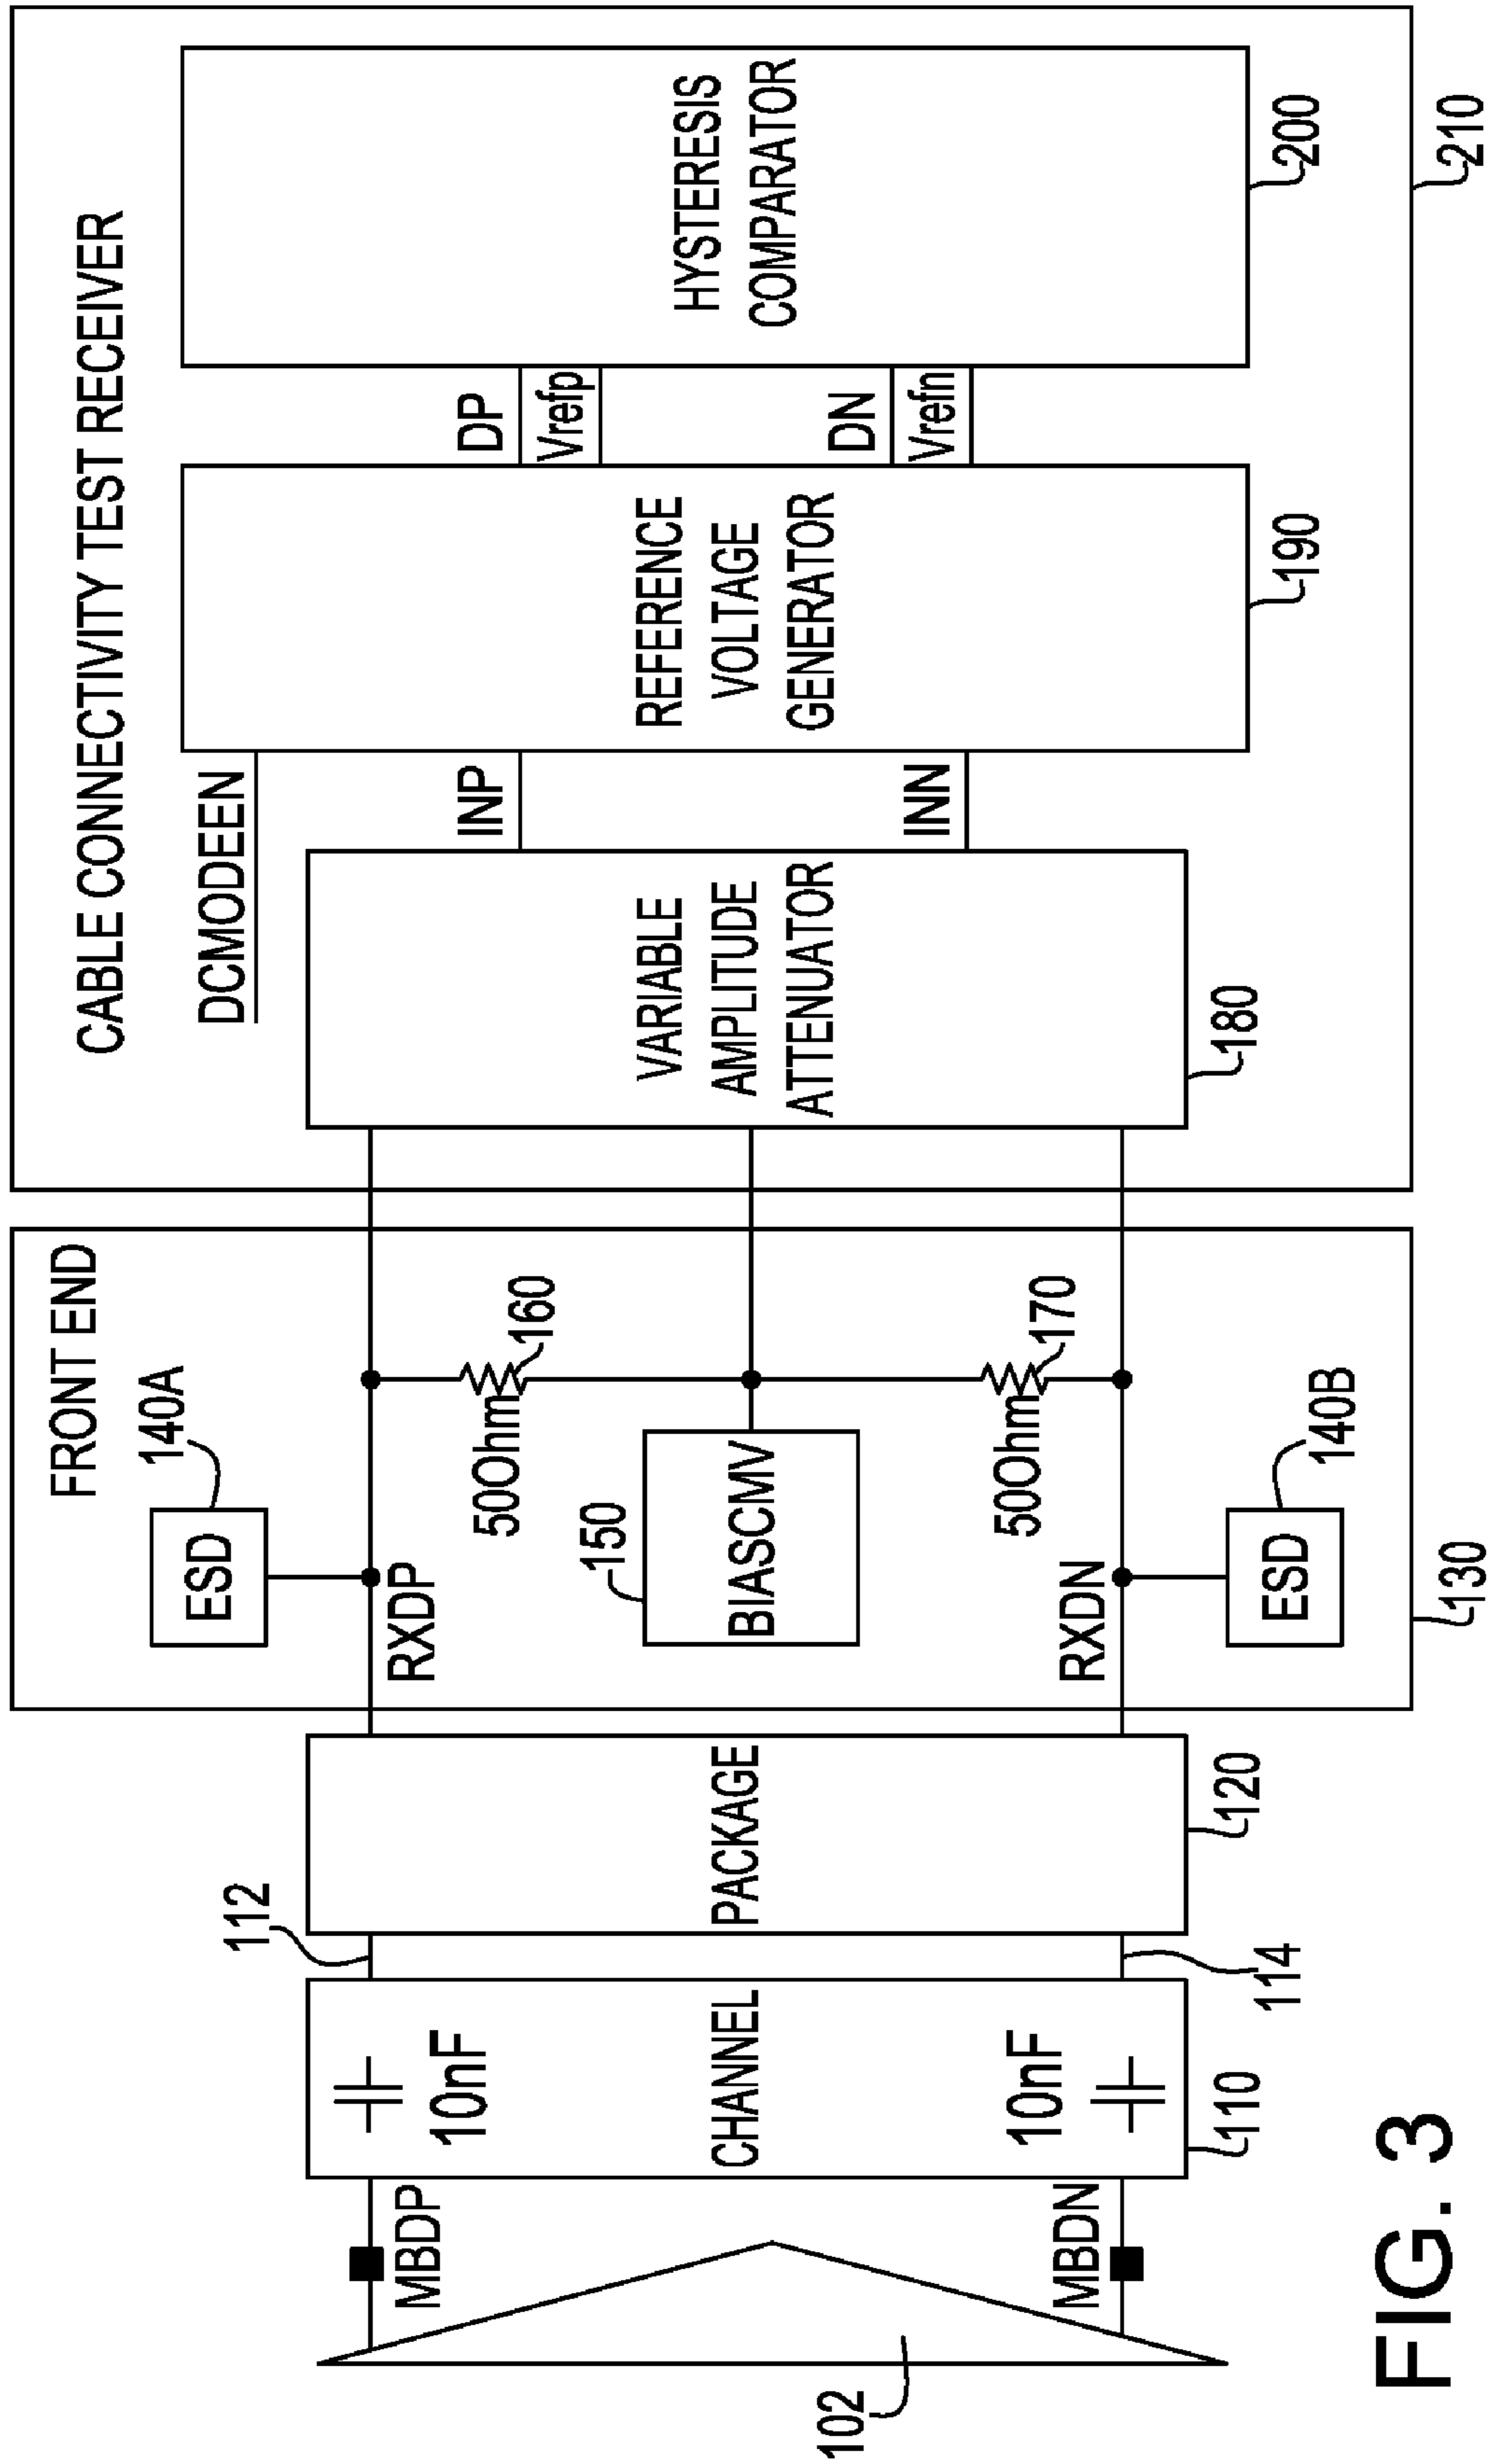 CABLE CONNECTIVITY TEST RECEIVER
FRONT END
140A
ESD
RXDP
50Ohm
160
150
BIASCMV
50Ohm
170
RXDN
140B
ESD
130
102
MBDP
MBDN
10nF
CHANNEL
10nF
110
112
114
PACKAGE
120
DCMODEEN
VARIABLE
AMPLITUDE
ATTENUATOR
180
INP
INN
REFERENCE
VOLTAGE
GENERATOR
190
DP
Vrefp
DN
Vrefn
HYSTERESIS
COMPARATOR
200
210
FIG. 3